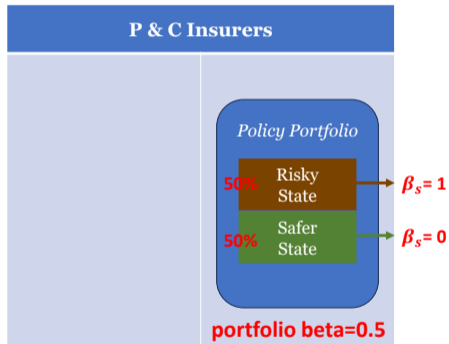 P & C Insurers
Policy Portfolio
50% Risky
State
βs= 1
50% Safer
State
βs= 0
portfolio beta=0.5